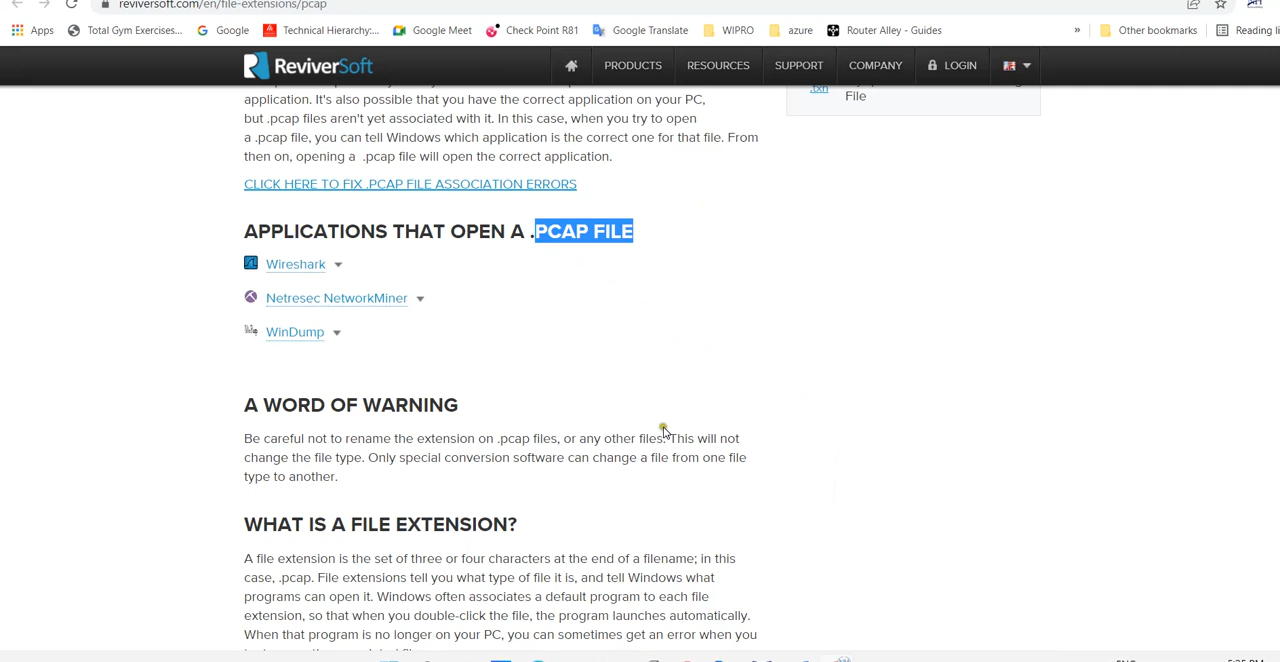 reviversoft.com/en/file-extensions/pcap
Apps Total Gym Exercises... Google Technical Hierarchy:... Google Meet Check Point R81 Google Translate WIPRO azure Router Alley - Guides » Other bookmarks Reading li
ReviverSoft PRODUCTS RESOURCES SUPPORT COMPANY LOGIN
.txn
File
application. It's also possible that you have the correct application on your PC,
but .pcap files aren't yet associated with it. In this case, when you try to open
a .pcap file, you can tell Windows which application is the correct one for that file. From
then on, opening a .pcap file will open the correct application.
CLICK HERE TO FIX .PCAP FILE ASSOCIATION ERRORS
APPLICATIONS THAT OPEN A .PCAP FILE
Wireshark
Netresec NetworkMiner
WinDump
A WORD OF WARNING
Be careful not to rename the extension on .pcap files, or any other files. This will not
change the file type. Only special conversion software can change a file from one file
type to another.
WHAT IS A FILE EXTENSION?
A file extension is the set of three or four characters at the end of a filename; in this
case, .pcap. File extensions tell you what type of file it is, and tell Windows what
programs can open it. Windows often associates a default program to each file
extension, so that when you double-click the file, the program launches automatically.
When that program is no longer on your PC, you can sometimes get an error when you